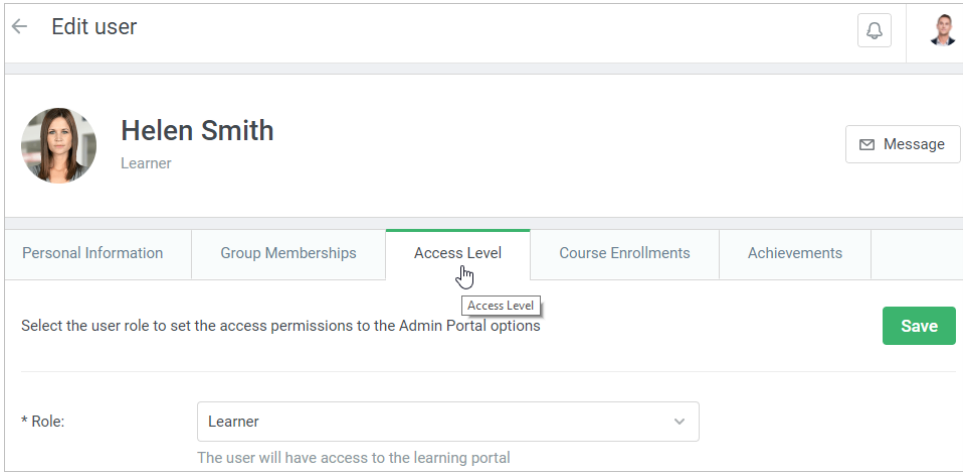 Edit user
Helen Smith
Learner
Message
Personal Information
Group Memberships
Access Level
Course Enrollments
Achievements
Access Level
Select the user role to set the access permissions to the Admin Portal options
Save
* Role:
Learner
The user will have access to the learning portal